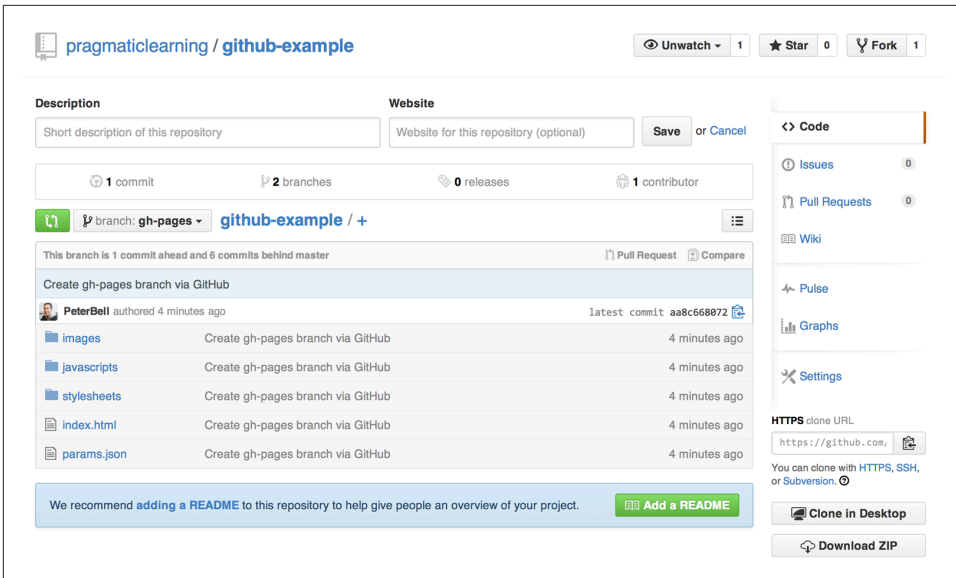 pragmaticlearning / github-example
Unwatch 1
Star 0
Fork 1
Description
Website
Short description of this repository
Website for this repository (optional)
Save or Cancel
1 commit
2 branches
0 releases
1 contributor
branch: gh-pages
github-example / +
This branch is 1 commit ahead and 6 commits behind master
Pull Request
Compare
Create gh-pages branch via GitHub
PeterBell authored 4 minutes ago
latest commit aa8c668072
images Create gh-pages branch via GitHub 4 minutes ago
javascripts Create gh-pages branch via GitHub 4 minutes ago
stylesheets Create gh-pages branch via GitHub 4 minutes ago
index.html Create gh-pages branch via GitHub 4 minutes ago
params.json Create gh-pages branch via GitHub 4 minutes ago
We recommend adding a README to this repository to help give people an overview of your project.
Add a README
Code
Issues 0
Pull Requests 0
Wiki
Pulse
Graphs
Settings
HTTPS clone URL
https://github.com/
You can clone with HTTPS, SSH,
or Subversion.
Clone in Desktop
Download ZIP